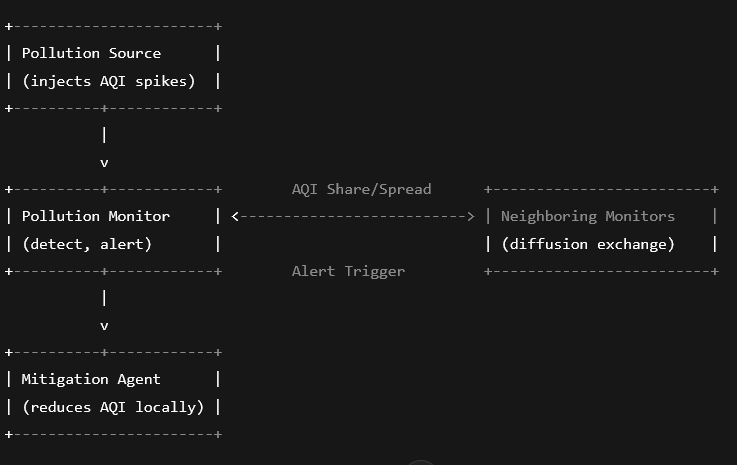 +-----------------------+
| Pollution Source      |
| (injects AQI spikes)  |
+----------+------------+
           |
           v
+----------+------------+        AQI Share/Spread      +-------------------------+
| Pollution Monitor     | <--------------------------> | Neighboring Monitors    |
| (detect, alert)       |                              | (diffusion exchange)    |
+----------+------------+        Alert Trigger         +-------------------------+
           |
           v
+----------+------------+
| Mitigation Agent      |
| (reduces AQI locally) |
+-----------------------+